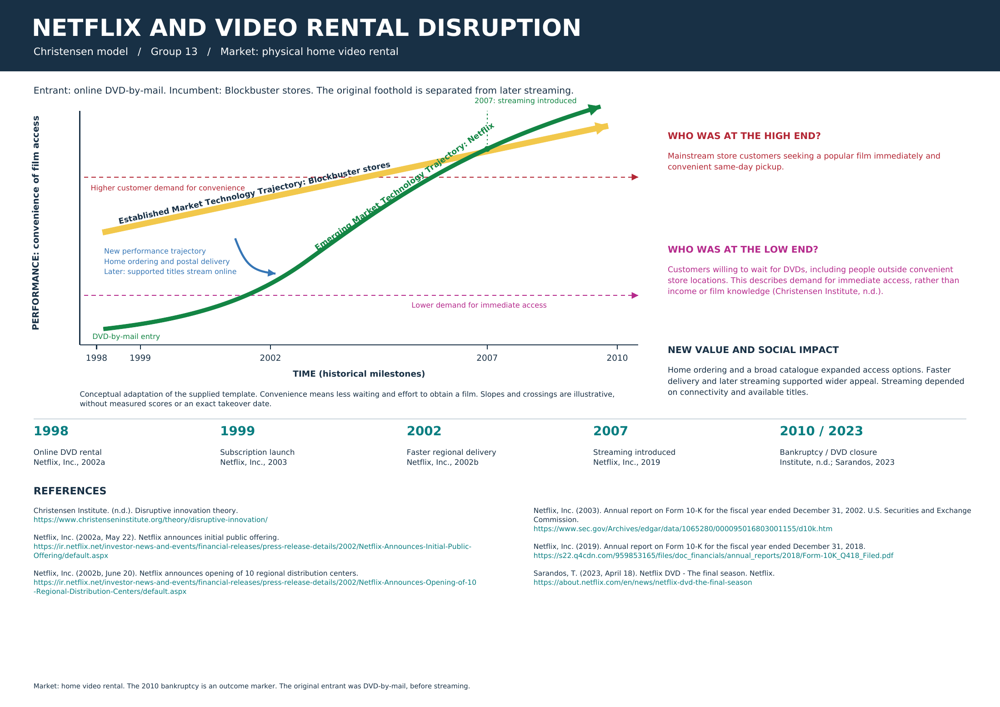 NETFLIX AND VIDEO RENTAL DISRUPTION
Christensen model / Group 13 / Market: physical home video rental
Entrant: online DVD-by-mail. Incumbent: Blockbuster stores. The original foothold is separated from later streaming.
2007: streaming introduced
PERFORMANCE: convenience of film access
Emerging Market Technology Trajectory: Netflix
Established Market Technology Trajectory: Blockbuster stores
Higher customer demand for convenience
New performance trajectory
Home ordering and postal delivery
Later: supported titles stream online
Lower demand for immediate access
DVD-by-mail entry
1998 1999 2002 2007 2010
TIME (historical milestones)
Conceptual adaptation of the supplied template. Convenience means less waiting and effort to obtain a film. Slopes and crossings are illustrative,
without measured scores or an exact takeover date.
WHO WAS AT THE HIGH END?
Mainstream store customers seeking a popular film immediately and
convenient same-day pickup.
WHO WAS AT THE LOW END?
Customers willing to wait for DVDs, including people outside convenient
store locations. This describes demand for immediate access, rather than
income or film knowledge (Christensen Institute, n.d.).
NEW VALUE AND SOCIAL IMPACT
Home ordering and a broad catalogue expanded access options. Faster
delivery and later streaming supported wider appeal. Streaming depended
on connectivity and available titles.
1998
Online DVD rental
Netflix, Inc., 2002a
1999
Subscription launch
Netflix, Inc., 2003
2002
Faster regional delivery
Netflix, Inc., 2002b
2007
Streaming introduced
Netflix, Inc., 2019
2010 / 2023
Bankruptcy / DVD closure
Institute, n.d.; Sarandos, 2023
REFERENCES
Christensen Institute. (n.d.). Disruptive innovation theory.
https://www.christenseninstitute.org/theory/disruptive-innovation/
Netflix, Inc. (2002a, May 22). Netflix announces initial public offering.
https://ir.netflix.net/investor-news-and-events/financial-releases/press-release-details/2002/Netflix-Announces-Initial-Public-
Offering/default.aspx
Netflix, Inc. (2002b, June 20). Netflix announces opening of 10 regional distribution centers.
https://ir.netflix.net/investor-news-and-events/financial-releases/press-release-details/2002/Netflix-Announces-Opening-of-10
-Regional-Distribution-Centers/default.aspx
Netflix, Inc. (2003). Annual report on Form 10-K for the fiscal year ended December 31, 2002. U.S. Securities and Exchange
Commission.
https://www.sec.gov/Archives/edgar/data/1065280/000095016803001155/d10k.htm
Netflix, Inc. (2019). Annual report on Form 10-K for the fiscal year ended December 31, 2018.
https://s22.q4cdn.com/959853165/files/doc_financials/annual_reports/2018/Form-10K_Q418_Filed.pdf
Sarandos, T. (2023, April 18). Netflix DVD - The final season. Netflix.
https://about.netflix.com/en/news/netflix-dvd-the-final-season
Market: home video rental. The 2010 bankruptcy is an outcome marker. The original entrant was DVD-by-mail, before streaming.